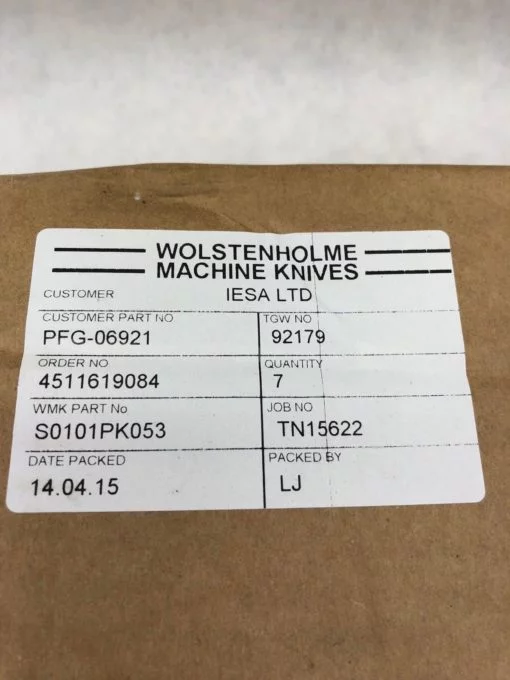 WOLSTENHOLME
MACHINE KNIVES
CUSTOMER IESA LTD
CUSTOMER PART NO TGW NO
PFG-06921 92179
ORDER NO QUANTITY
4511619084 7
WMK PART No JOB NO
S0101PK053 TN15622
DATE PACKED PACKED BY
14.04.15 LJ